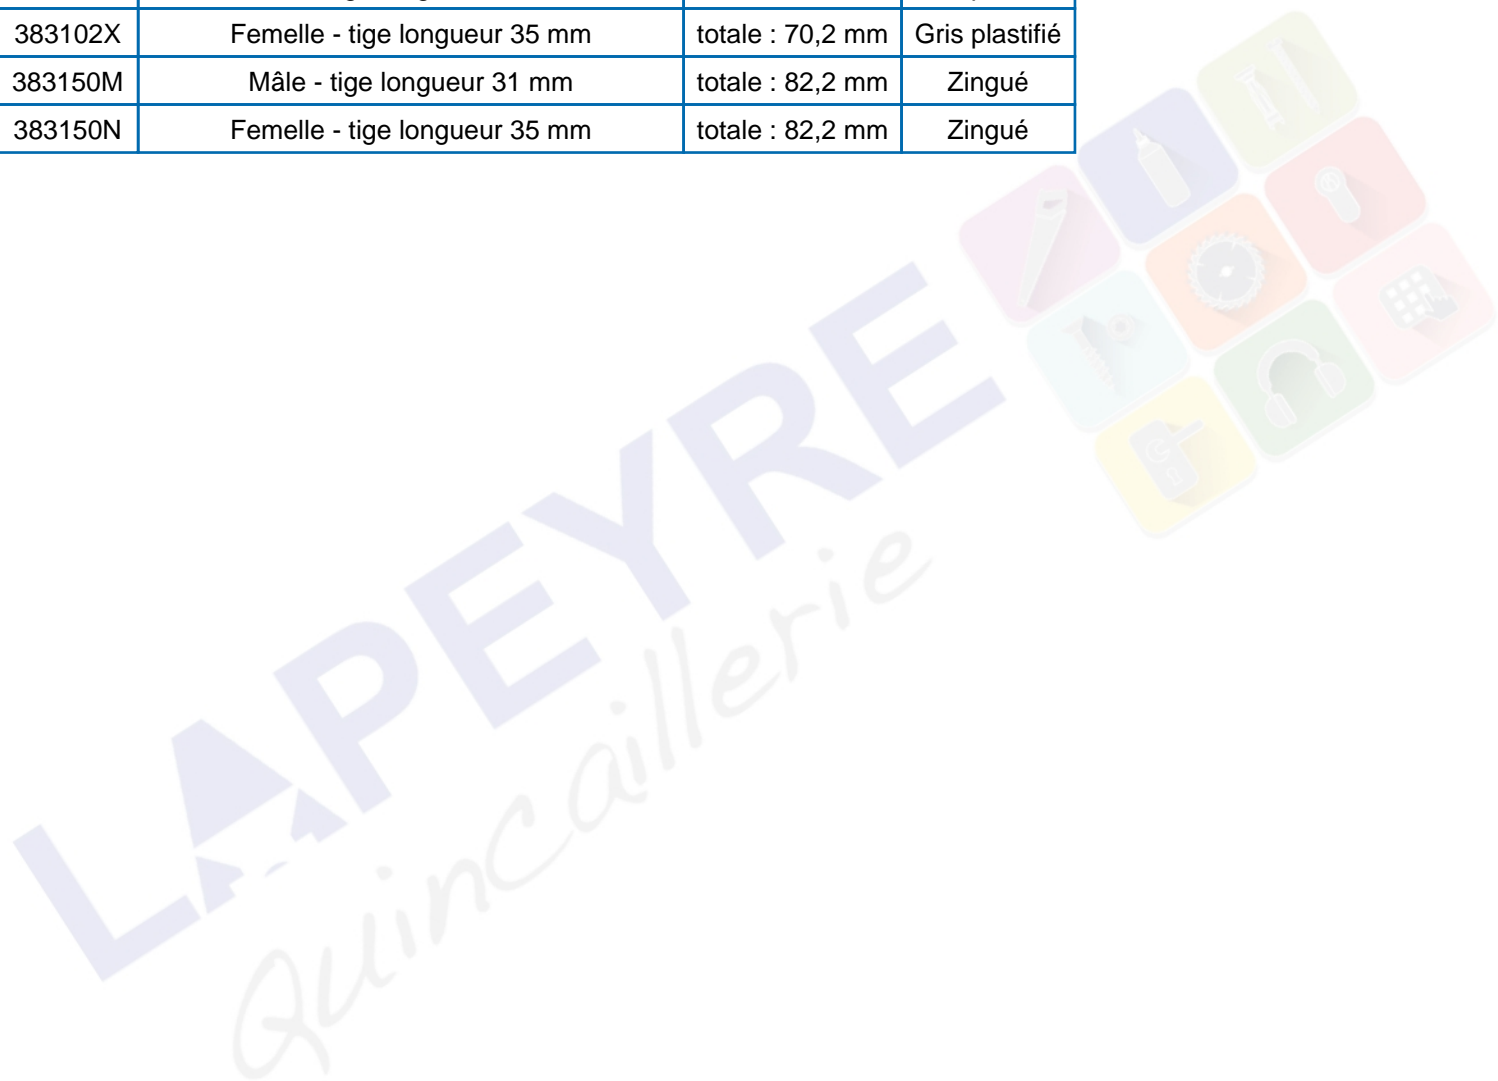 383102X Femelle - tige longueur 35 mm totale : 70,2 mm Gris plastifié
383150M Mâle - tige longueur 31 mm totale : 82,2 mm Zingué
383150N Femelle - tige longueur 35 mm totale : 82,2 mm Zingué
LAPEYRE
Quincaillerie